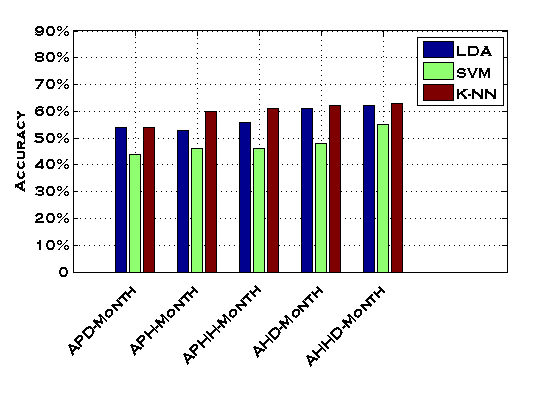 90%
80%
70%
60%
50%
40%
30%
20%
10%
0
Accuracy
LDA
SVM
K-NN
APD-Month
APH-Month
APHH-Month
AHD-Month
AHHD-Month